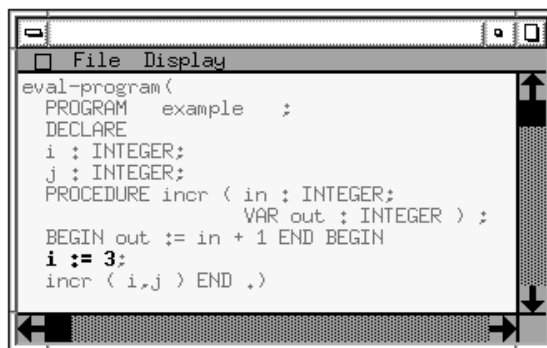 File Display
eval-program(
PROGRAM example ;
DECLARE
i : INTEGER;
j : INTEGER;
PROCEDURE incr ( in : INTEGER;
VAR out : INTEGER ) ;
BEGIN out := in + 1 END BEGIN
i := 3;
incr ( i,j ) END .)